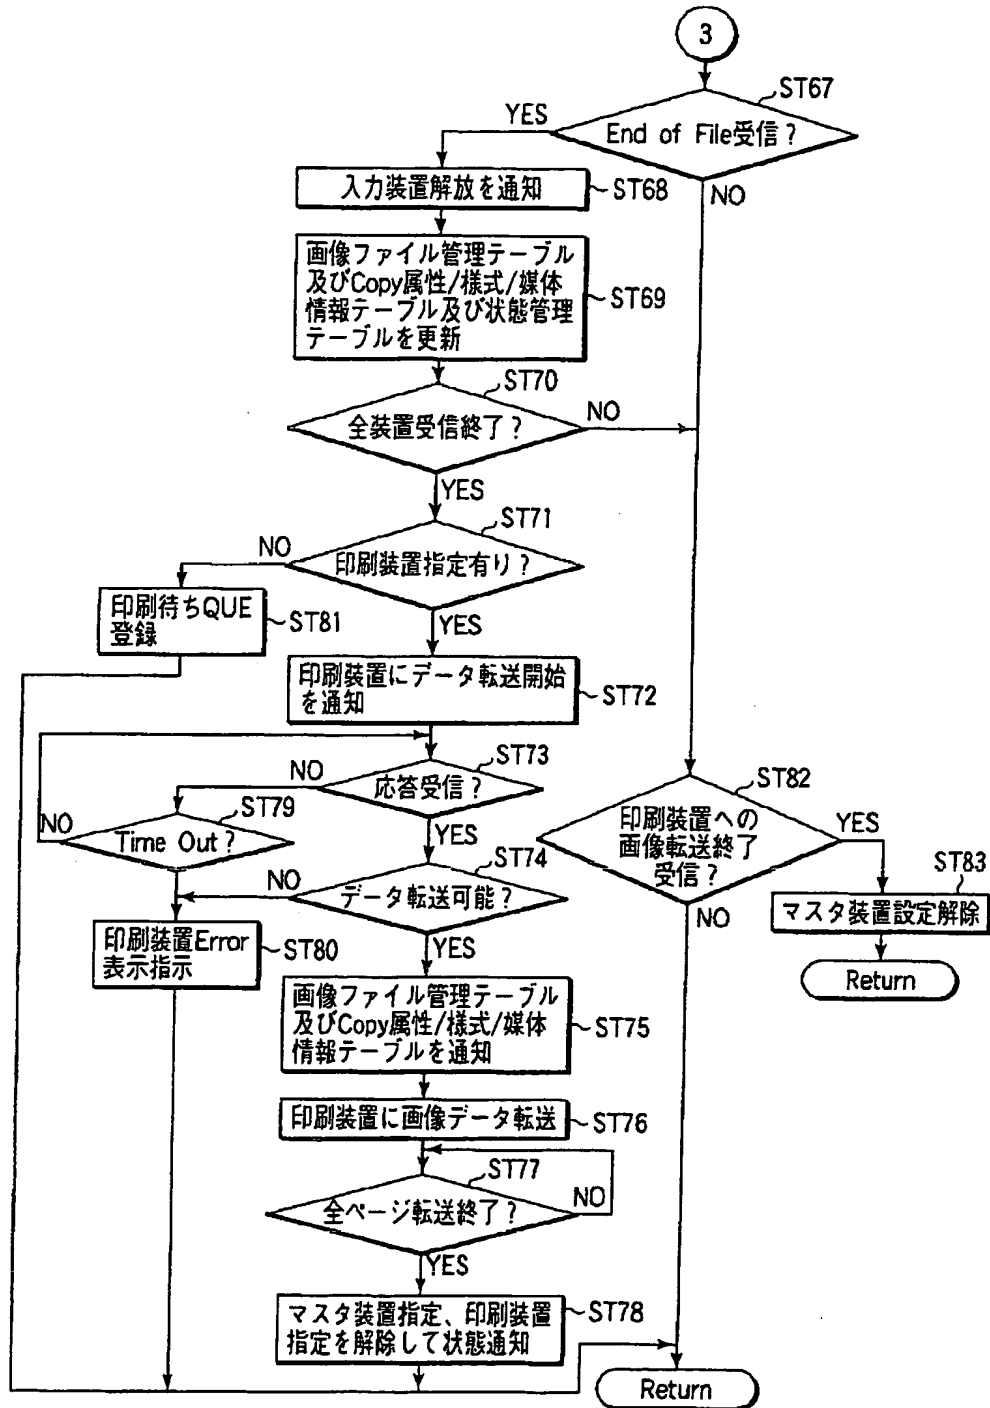 3
ST67
YES
End of File受信?
NO
入力装置解放を通知
ST68
画像ファイル管理テーブル
及びCopy属性/様式/媒体
情報テーブル及び状態管理
テーブルを更新
ST69
ST70
全装置受信終了?
NO
YES
ST71
NO
印刷装置指定有り?
YES
印刷待ちQUE
登録
ST81
印刷装置にデータ転送開始
を通知
ST72
ST73
NO
応答受信?
YES
ST79
NO
Time Out?
ST74
NO
データ転送可能?
YES
印刷装置Error
表示指示
ST80
画像ファイル管理テーブル
及びCopy属性/様式/媒体
情報テーブルを通知
ST75
印刷装置に画像データ転送
ST76
ST77
全ページ転送終了?
NO
YES
マスタ装置指定、印刷装置
指定を解除して状態通知
ST78
ST82
印刷装置への
画像転送終了
受信?
YES
NO
ST83
マスタ装置設定解除
Return
Return